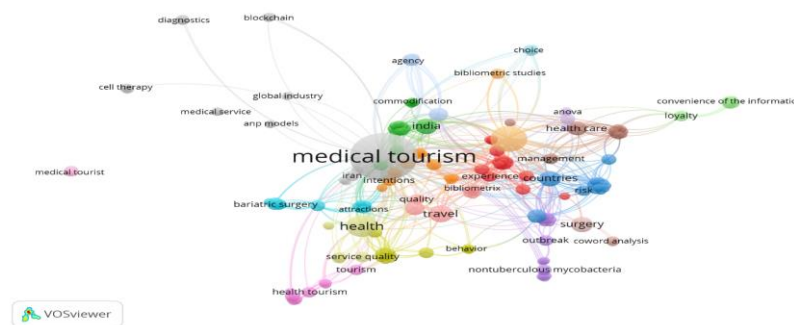 diagnostics
blockchain
choice
agency
bibliometric studies
cell therapy
global industry
commodification
convenience of the informatio
medical service
anova
loyalty
anp models
india
health care
medical tourism
management
medical tourist
iran
intentions
experience
countries
bibliometrix
risk
bariatric surgery
attractions
quality
travel
health
surgery
outbreak
coword analysis
behavior
service quality
tourism
nontuberculous mycobacteria
health tourism
VOSviewer